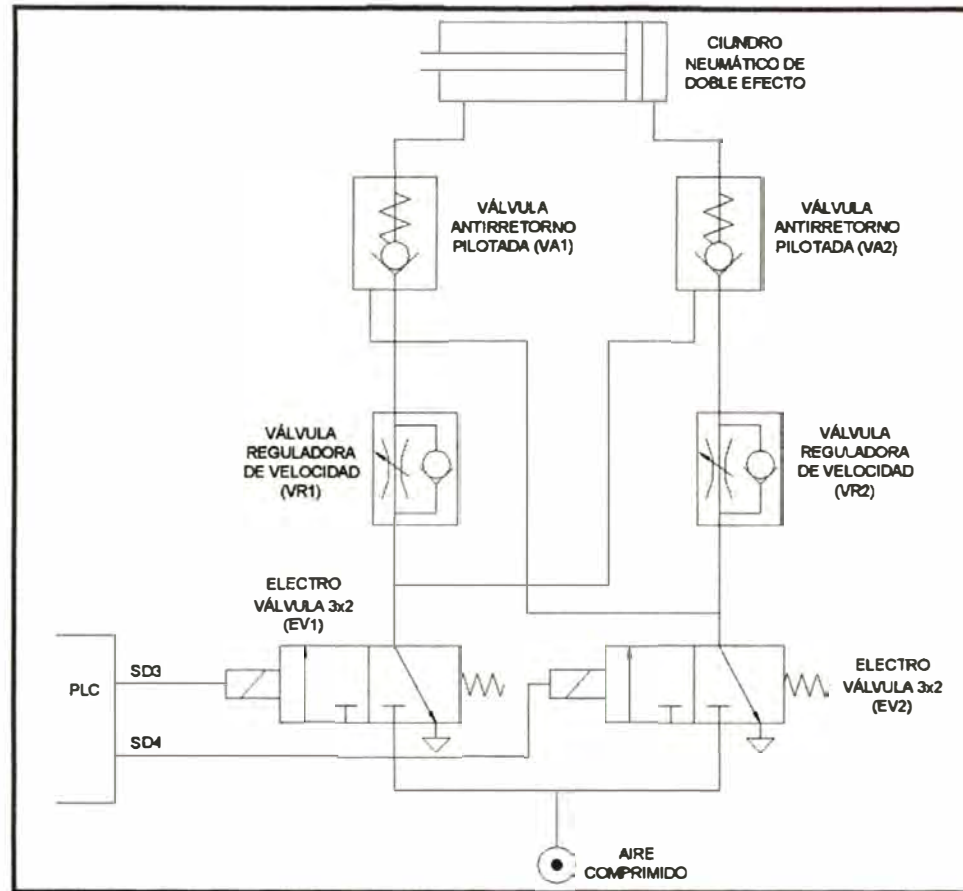 CILINDRO
NEUMÁTICO DE
DOBLE EFECTO
VÁLVULA
ANTIRRETORNO
PILOTADA (VA1)
VÁLVULA
ANTIRRETORNO
PILOTADA (VA2)
VÁLVULA
REGULADORA
DE VELOCIDAD
(VR1)
VÁLVULA
REGULADORA
DE VELOCIDAD
(VR2)
ELECTRO
VÁLVULA 3x2
(EV1)
PLC
SD3
SD4
ELECTRO
VÁLVULA 3x2
(EV2)
AIRE
COMPRIMIDO